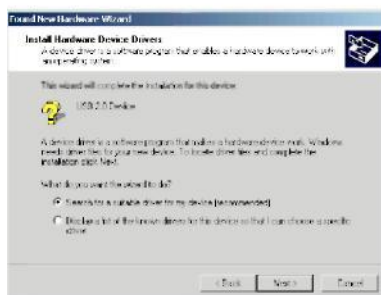 Found New Hardware Wizard
Install Hardware Device Drivers
A device driver is a software program that enables a hardware device to work with
an operating system.
This wizard will complete the installation for this device:
USB 2.0 Device
A device driver is a software program that makes a hardware device work. Windows
needs driver files for your new device. To locate driver files and complete the
installation click Next.
What do you want the wizard to do?
Search for a suitable driver for my device (recommended)
Display a list of the known drivers for this device so that I can choose a specific
driver
< Back
Next >
Cancel